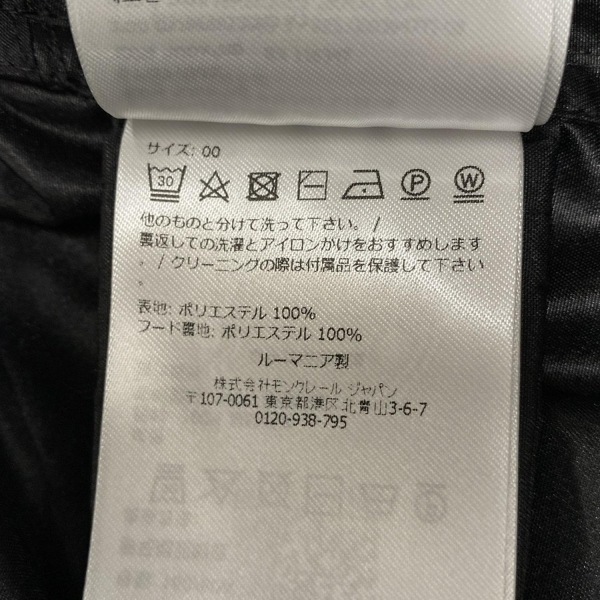 サイズ: 00
30
P
W
他のものと分けて洗って下さい。 /
裏返しての洗濯とアイロンかけをおすすめします
。 / クリーニングの際は付属品を保護して下さい
。
表地: ポリエステル 100%
フード裏地: ポリエステル 100%
ルーマニア製
株式会社モンクレール ジャパン
〒107-0061 東京都港区北青山3-6-7
0120-938-795